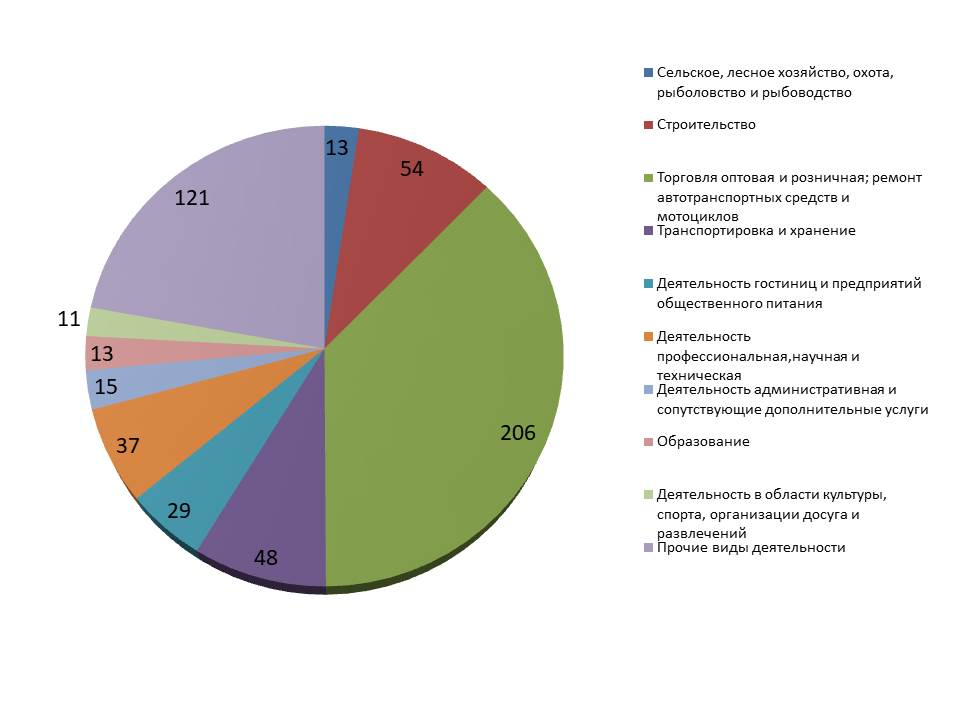 13
54
206
48
29
37
15
13
11
121
Сельское, лесное хозяйство, охота,
рыболовство и рыбоводство
Строительство
Торговля оптовая и розничная; ремонт
автотранспортных средств и
мотоциклов
Транспортировка и хранение
Деятельность гостиниц и предприятий
общественного питания
Деятельность
профессиональная,научная и
техническая
Деятельность административная и
сопутствующие дополнительные услуги
Образование
Деятельность в области культуры,
спорта, организации досуга и
развлечений
Прочие виды деятельности